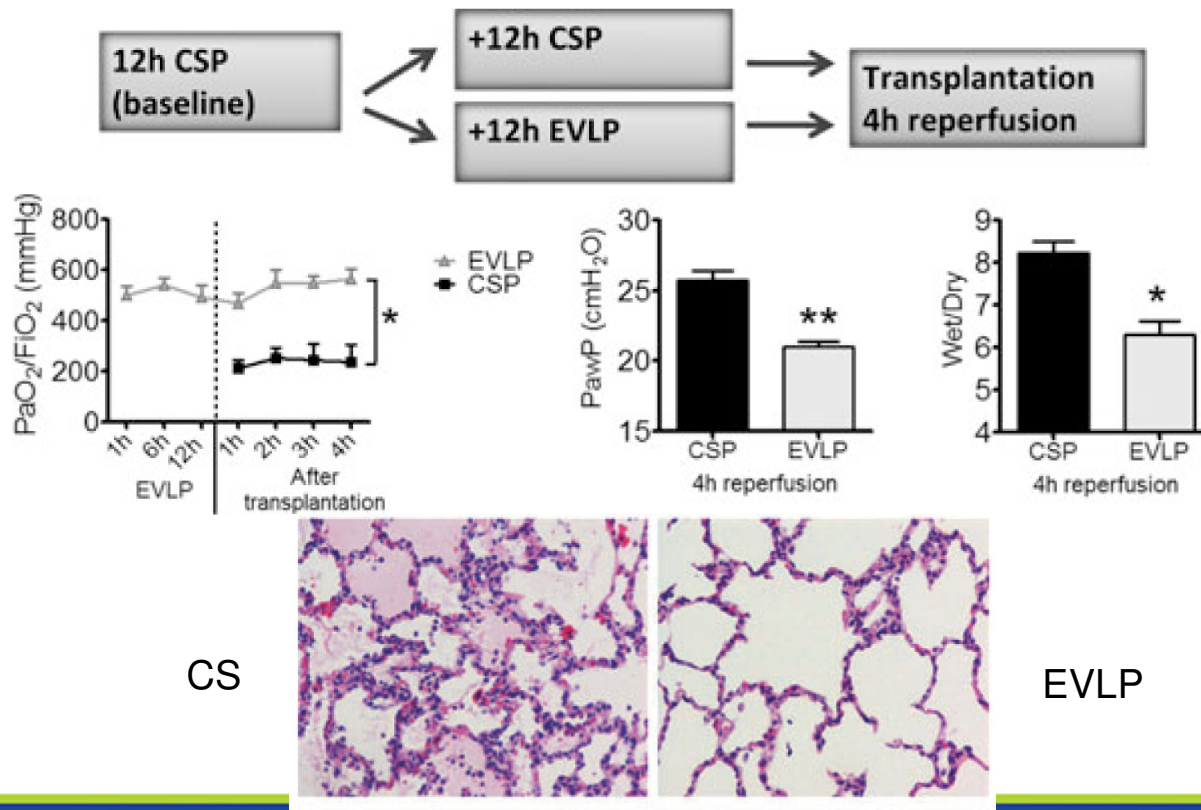 12h CSP
(baseline)
+12h CSP
+12h EVLP
Transplantation
4h reperfusion
PaO2/FiO2 (mmHg)
800
600
400
200
0
1h 6h 12h 1h 2h 3h 4h
EVLP
After
transplantation
EVLP
CSP
*
PawP (cmH2O)
30
25
20
15
**
CSP EVLP
4h reperfusion
Wet/Dry
9
8
7
6
5
4
*
CSP EVLP
4h reperfusion
CS
EVLP